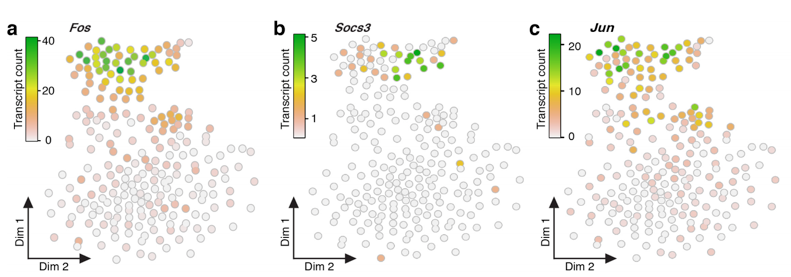 a Fos
Transcript count
40
20
0
Dim 1
Dim 2
b Socs3
Transcript count
5
3
1
Dim 1
Dim 2
c Jun
Transcript count
20
10
0
Dim 1
Dim 2